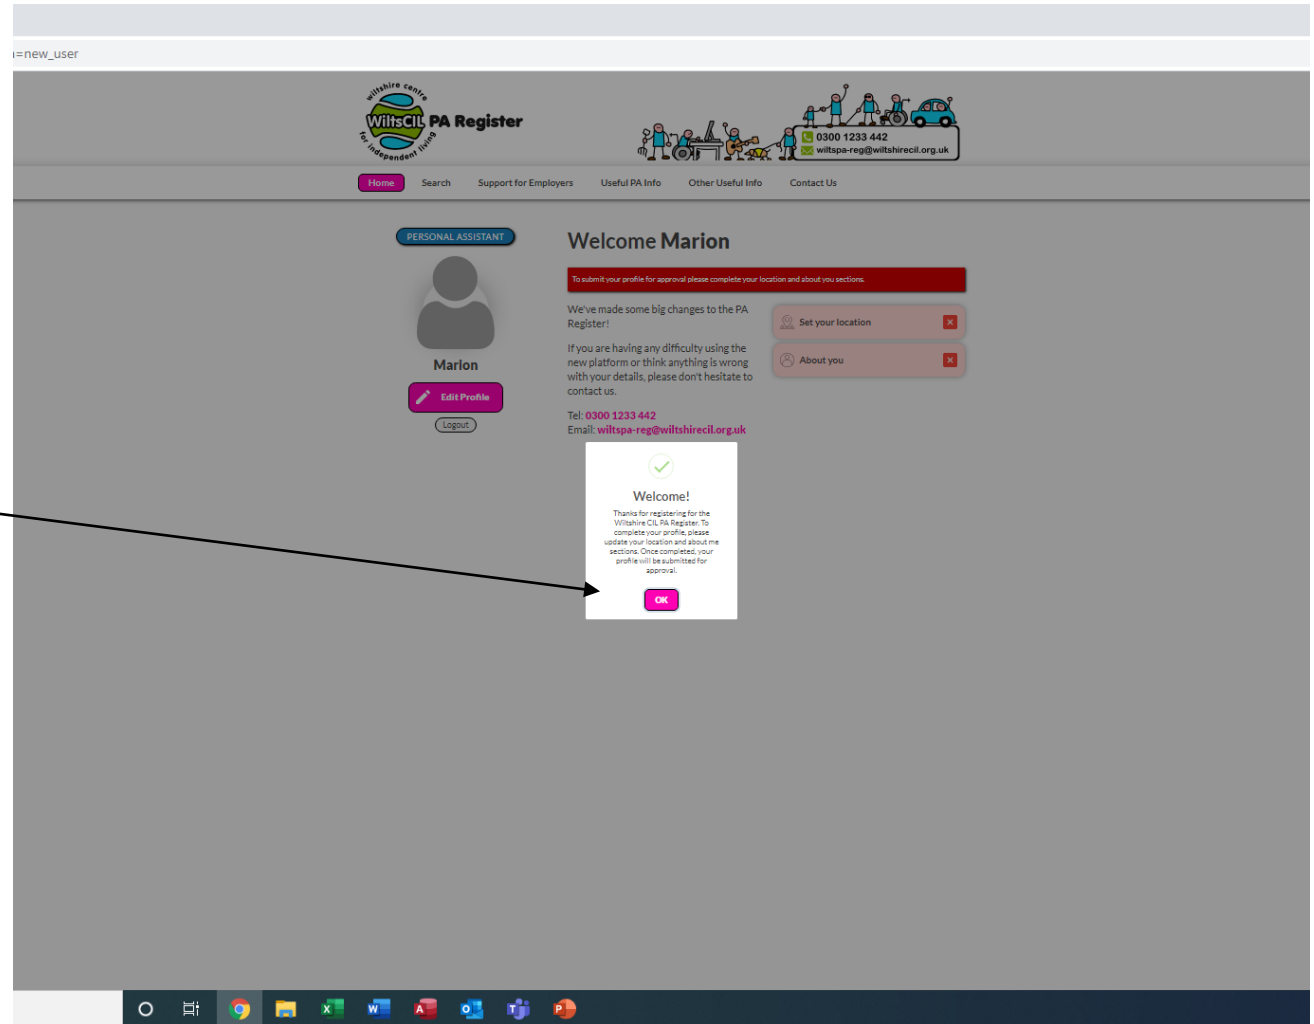 =new_user
wiltshire centre
WiltsCIL PA Register
for independent living
0300 1233 442
wiltspa-reg@wiltshirecil.org.uk
Home Search Support for Employers Useful PA Info Other Useful Info Contact Us
PERSONAL ASSISTANT
Marion
Edit Profile
Logout
Welcome Marion
To submit your profile for approval please complete your location and about you sections.
We've made some big changes to the PA
Register!
If you are having any difficulty using the
new platform or think anything is wrong
with your details, please don't hesitate to
contact us.
Tel: 0300 1233 442
Email: wiltspa-reg@wiltshirecil.org.uk
Set your location
About you
Welcome!
Thanks for registering for the
Wiltshire CIL PA Register. To
complete your profile, please
update your location and about me
sections. Once completed, your
profile will be submitted for
approval.
OK